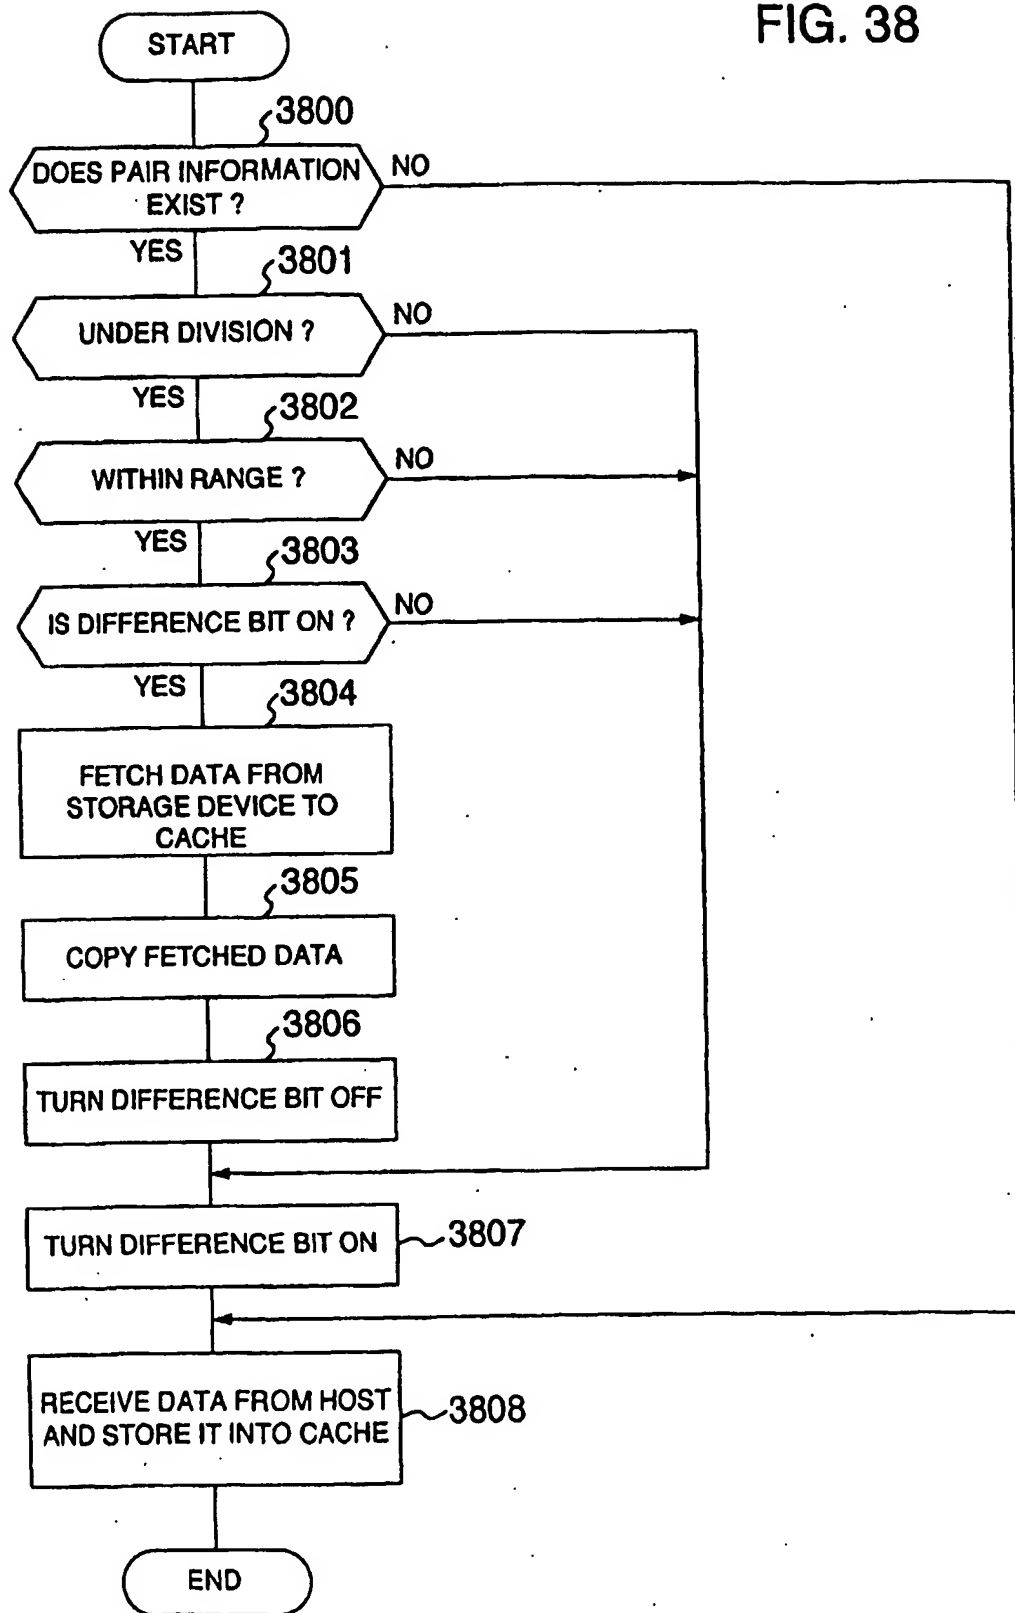 FIG. 38
START
3800
DOES PAIR INFORMATION
EXIST ?
NO
YES
3801
UNDER DIVISION ?
NO
YES
3802
WITHIN RANGE ?
NO
YES
3803
IS DIFFERENCE BIT ON ?
NO
YES
3804
FETCH DATA FROM
STORAGE DEVICE TO
CACHE
3805
COPY FETCHED DATA
3806
TURN DIFFERENCE BIT OFF
TURN DIFFERENCE BIT ON
3807
RECEIVE DATA FROM HOST
AND STORE IT INTO CACHE
3808
END